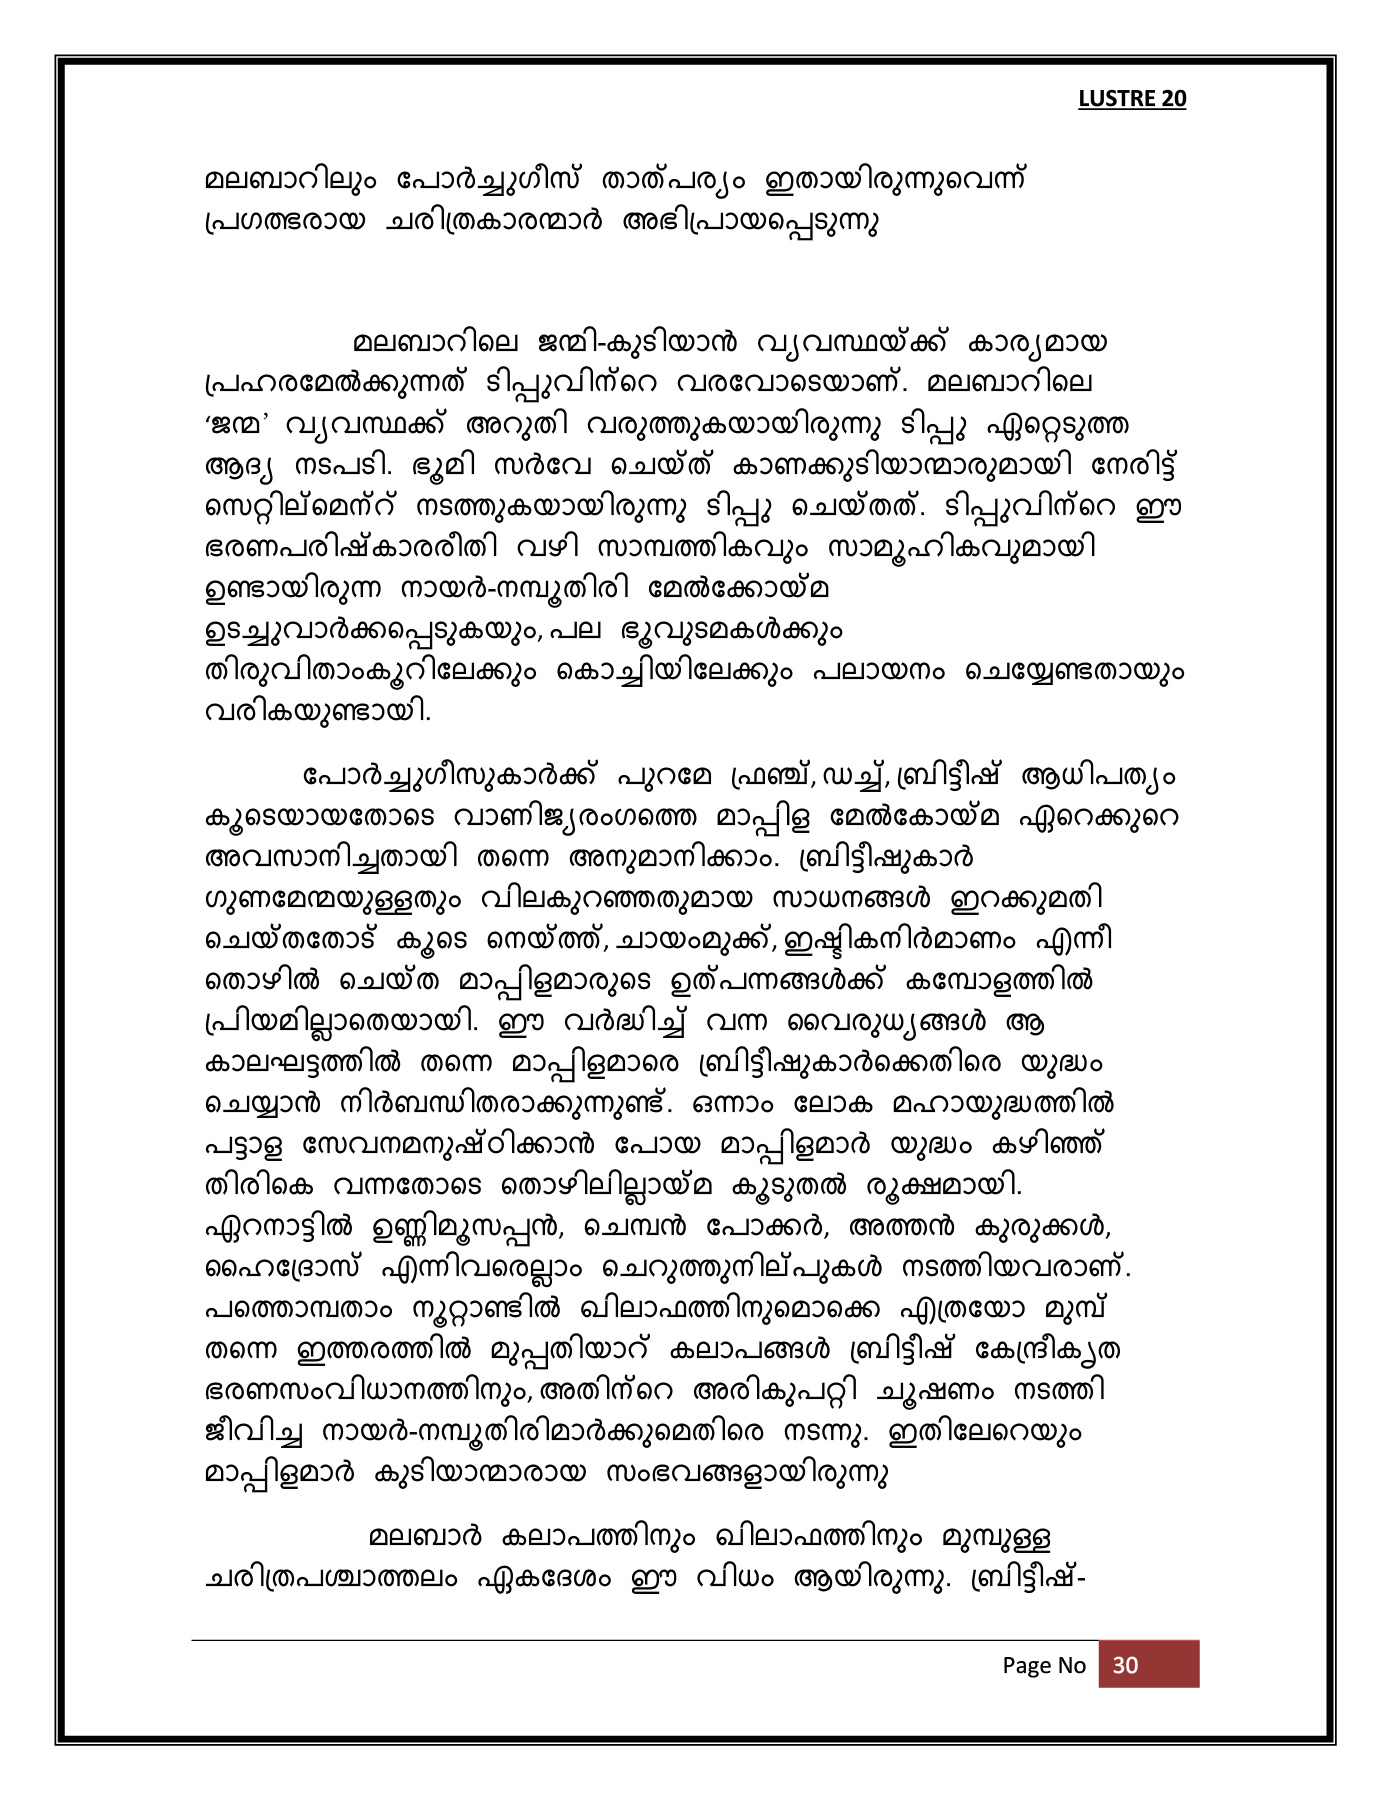 LUSTRE 20
മലബാറിലും പോർച്ചുഗീസ് താത്പര്യം ഇതായിരുന്നുവെന്ന്
പ്രഗത്ഭരായ ചരിത്രകാരന്മാർ അഭിപ്രായപ്പെടുന്നു
മലബാറിലെ ജന്മി-കുടിയാൻ വ്യവസ്ഥയ്ക്ക് കാര്യമായ
പ്രഹരമേൽക്കുന്നത് ടിപ്പുവിന്റെ വരവോടെയാണ്. മലബാറിലെ
‘ജന്മ’ വ്യവസ്ഥക്ക് അറുതി വരുത്തുകയായിരുന്നു ടിപ്പു ഏറ്റെടുത്ത
ആദ്യ നടപടി. ഭൂമി സർവേ ചെയ്ത് കാണക്കുടിയാന്മാരുമായി നേരിട്ട്
സെറ്റില്മെന്റ് നടത്തുകയായിരുന്നു ടിപ്പു ചെയ്തത്. ടിപ്പുവിന്റെ ഈ
ഭരണപരിഷ്കാരരീതി വഴി സാമ്പത്തികവും സാമൂഹികവുമായി
ഉണ്ടായിരുന്ന നായർ-നമ്പൂതിരി മേൽക്കോയ്മ
ഉടച്ചുവാർക്കപ്പെടുകയും, പല ഭൂവുടമകൾക്കും
തിരുവിതാംകൂറിലേക്കും കൊച്ചിയിലേക്കും പലായനം ചെയ്യേണ്ടതായും
വരികയുണ്ടായി.
പോർച്ചുഗീസുകാർക്ക് പുറമേ ഫ്രഞ്ച്, ഡച്ച്, ബ്രിട്ടീഷ് ആധിപത്യം
കൂടെയായതോടെ വാണിജ്യരംഗത്തെ മാപ്പിള മേൽകോയ്മ ഏറെക്കുറെ
അവസാനിച്ചതായി തന്നെ അനുമാനിക്കാം. ബ്രിട്ടീഷുകാർ
ഗുണമേന്മയുള്ളതും വിലകുറഞ്ഞതുമായ സാധനങ്ങൾ ഇറക്കുമതി
ചെയ്തതോട് കൂടെ നെയ്ത്ത്, ചായംമുക്ക്, ഇഷ്ടികനിർമാണം എന്നീ
തൊഴിൽ ചെയ്ത മാപ്പിളമാരുടെ ഉത്പന്നങ്ങൾക്ക് കമ്പോളത്തിൽ
പ്രിയമില്ലാതെയായി. ഈ വർദ്ധിച്ച് വന്ന വൈരുധ്യങ്ങൾ ആ
കാലഘട്ടത്തിൽ തന്നെ മാപ്പിളമാരെ ബ്രിട്ടീഷുകാർക്കെതിരെ യുദ്ധം
ചെയ്യാൻ നിർബന്ധിതരാക്കുന്നുണ്ട്. ഒന്നാം ലോക മഹായുദ്ധത്തിൽ
പട്ടാള സേവനമനുഷ്ഠിക്കാൻ പോയ മാപ്പിളമാർ യുദ്ധം കഴിഞ്ഞ്
തിരികെ വന്നതോടെ തൊഴിലില്ലായ്മ കൂടുതൽ രൂക്ഷമായി.
ഏറനാട്ടിൽ ഉണ്ണിമൂസപ്പൻ, ചെമ്പൻ പോക്കർ, അത്തൻ കുരുക്കൾ,
ഹൈദ്രോസ് എന്നിവരെല്ലാം ചെറുത്തുനില്പുകൾ നടത്തിയവരാണ്.
പത്തൊമ്പതാം നൂറ്റാണ്ടിൽ ഖിലാഫത്തിനുമൊക്കെ എത്രയോ മുമ്പ്
തന്നെ ഇത്തരത്തിൽ മുപ്പതിയാറ് കലാപങ്ങൾ ബ്രിട്ടീഷ് കേന്ദ്രീകൃത
ഭരണസംവിധാനത്തിനും, അതിന്റെ അരികുപറ്റി ചൂഷണം നടത്തി
ജീവിച്ച നായർ-നമ്പൂതിരിമാർക്കുമെതിരെ നടന്നു. ഇതിലേറെയും
മാപ്പിളമാർ കുടിയാന്മാരായ സംഭവങ്ങളായിരുന്നു
മലബാർ കലാപത്തിനും ഖിലാഫത്തിനും മുമ്പുള്ള
ചരിത്രപശ്ചാത്തലം ഏകദേശം ഈ വിധം ആയിരുന്നു. ബ്രിട്ടീഷ്-
Page No 30